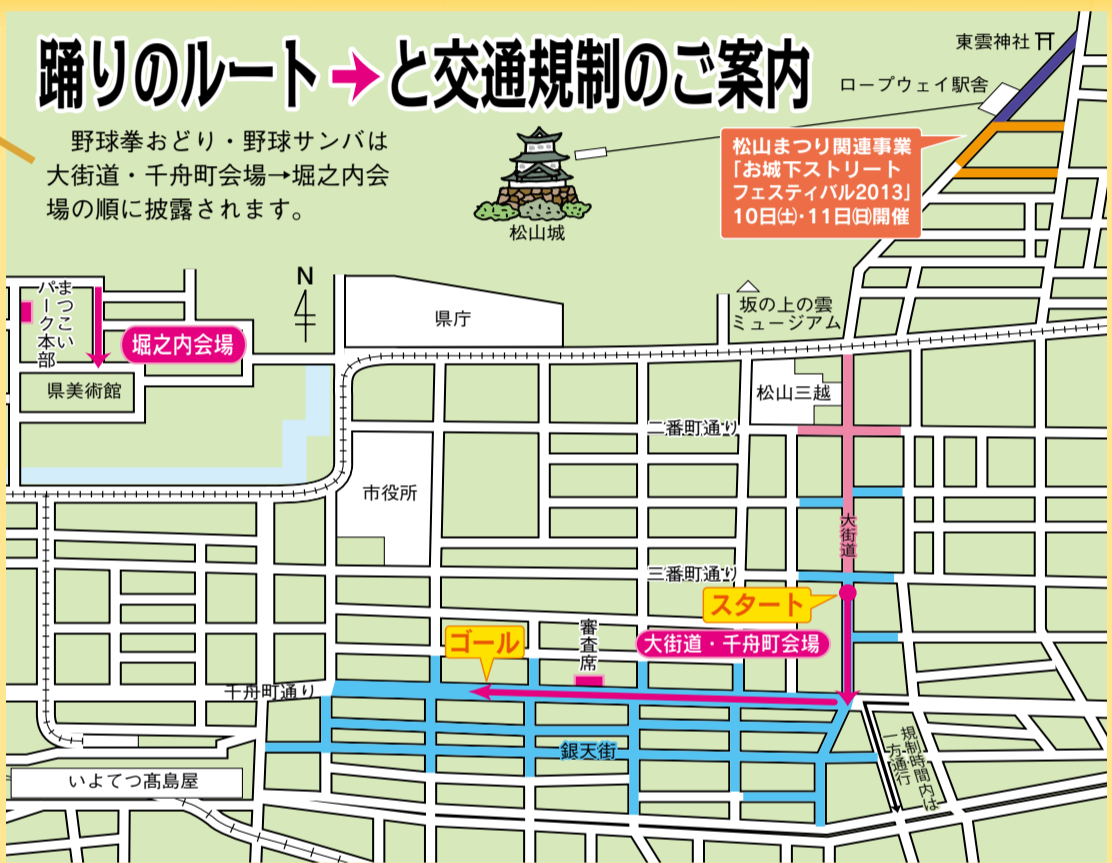 踊りのルート→と交通規制のご案内
野球拳おどり・野球サンバは
大街道・千舟町会場→堀之内会
場の順に披露されます。
東雲神社
ロープウェイ駅舎
松山まつり関連事業
「お城下ストリート
フェスティバル2013」
10日㈯・11日㈰開催
松山城
N
まつこい
パーク本部
堀之内会場
県美術館
県庁
坂の上の雲
ミュージアム
松山三越
二番町通り
市役所
大街道
三番町通り
スタート
大街道・千舟町会場
審査席
ゴール
千舟町通り
銀天街
規制時間内は
一方通行
いよてつ髙島屋